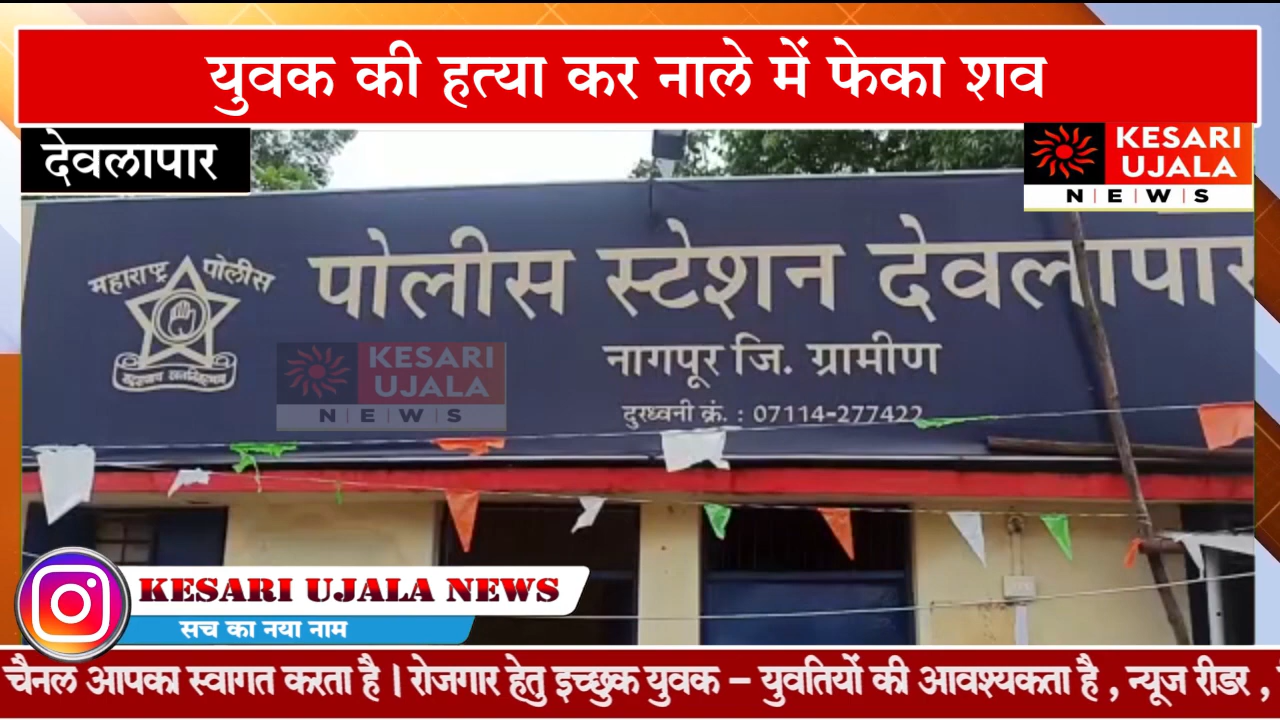 युवक की हत्या कर नाले में फेका शव
देवलापार
KESARI
UJALA
NEWS
महाराष्ट्र पोलीस
पोलीस स्टेशन देवलापार
नागपूर जि. ग्रामीण
दुरध्वनी क्रं. : 07114-277422
KESARI
UJALA
NEWS
KESARI UJALA NEWS
सच का नया नाम
चैनल आपका स्वागत करता है । रोजगार हेतु इच्छुक युवक – युवतियों की आवश्यकता है , न्यूज रीडर ,